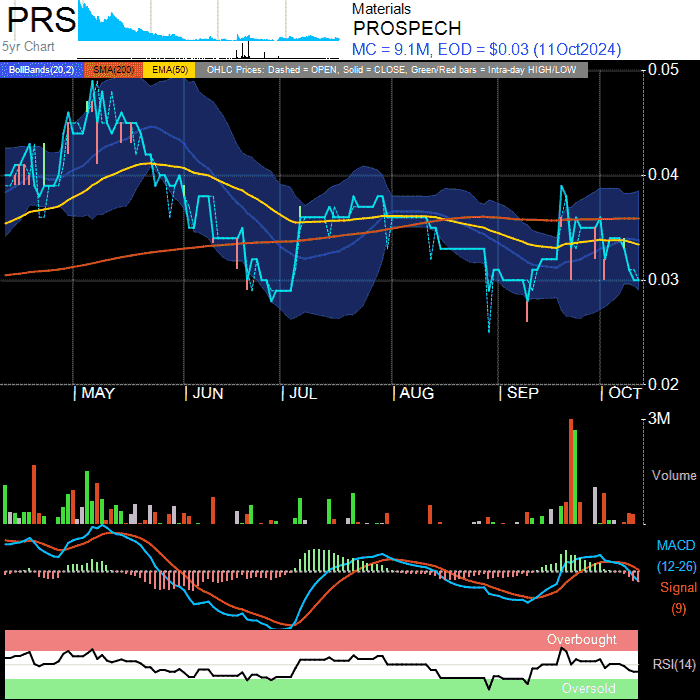 PRS
5yr Chart
Materials
PROSPECH
MC = 9.1M, EOD = $0.03 (11Oct2024)
BollBands(20,2) SMA(200) EMA(50) OHLC Prices: Dashed = OPEN, Solid = CLOSE, Green/Red bars = Intra-day HIGH/LOW
0.05
0.04
0.03
0.02
MAY JUN JUL AUG SEP OCT
3M
Volume
MACD
(12-26)
Signal
(9)
Overbought
RSI(14)
Oversold